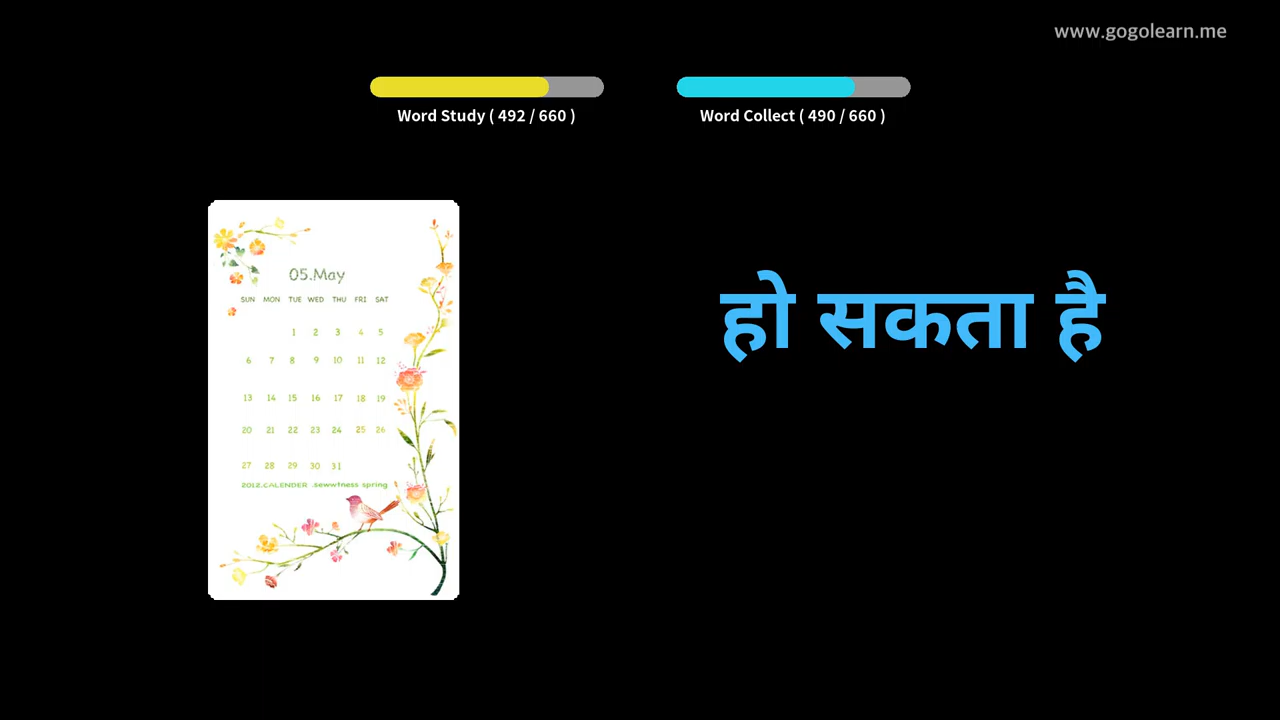 www.gogolearn.me
Word Study ( 492 / 660 )
Word Collect ( 490 / 660 )
05.May
SUN MON TUE WED THU FRI SAT
1 2 3 4 5
6 7 8 9 10 11 12
13 14 15 16 17 18 19
20 21 22 23 24 25 26
27 28 29 30 31
2012.CALENDER .sewwtness spring
हो सकता है